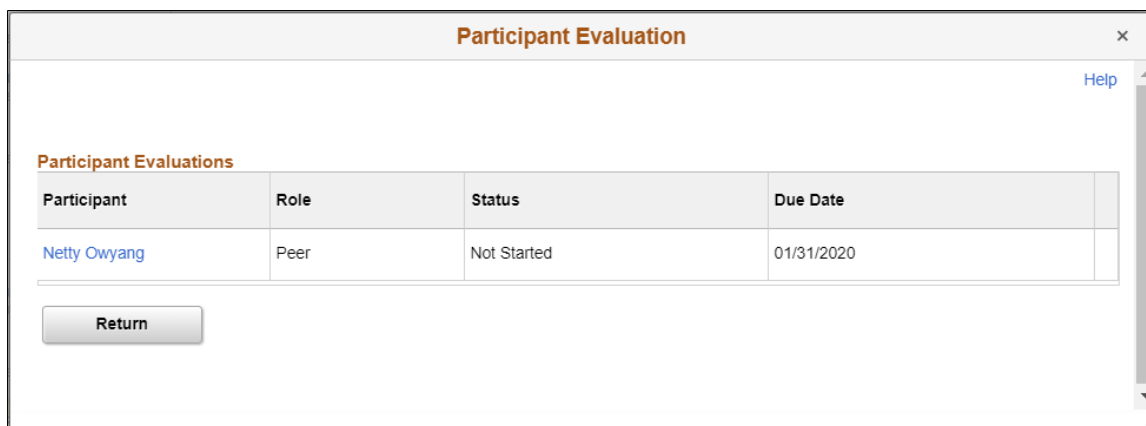 Participant Evaluation ×
Help
Participant Evaluations
Participant Role Status Due Date
Netty Owyang Peer Not Started 01/31/2020
Return